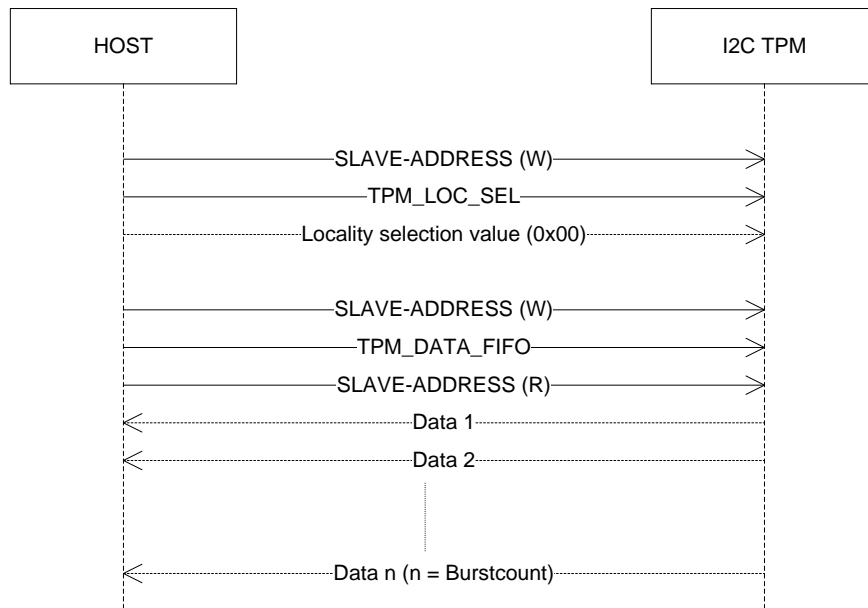 HOST
I2C TPM
SLAVE-ADDRESS (W)
TPM_LOC_SEL
Locality selection value (0x00)
SLAVE-ADDRESS (W)
TPM_DATA_FIFO
SLAVE-ADDRESS (R)
Data 1
Data 2
Data n (n = Burstcount)